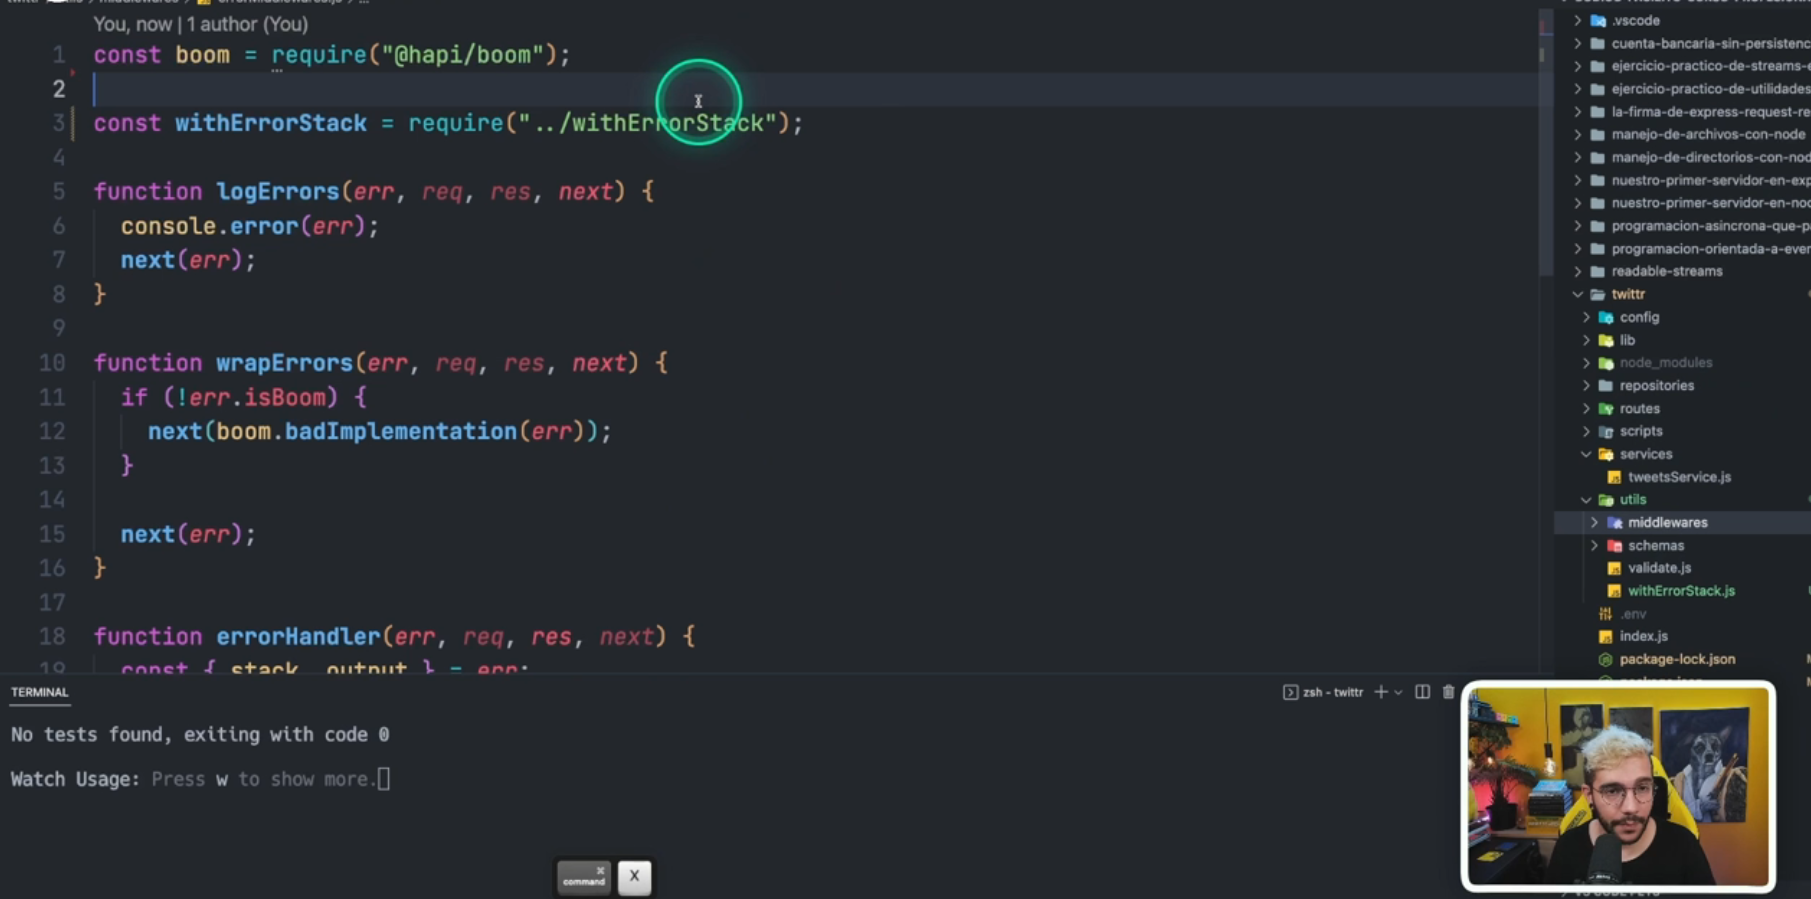 You, now | 1 author (You)
1 const boom = require("@hapi/boom");
2
3 const withErrorStack = require("../withErrorStack");
4
5 function logErrors(err, req, res, next) {
6 console.error(err);
7 next(err);
8 }
9
10 function wrapErrors(err, req, res, next) {
11 if (!err.isBoom) {
12 next(boom.badImplementation(err));
13 }
14
15 next(err);
16 }
17
18 function errorHandler(err, req, res, next) {
19 const { stack, output } = err;
.vscode
cuenta-bancaria-sin-persistenc
ejercicio-practico-de-streams-e
ejercicio-practico-de-utilidades
la-firma-de-express-request-re
manejo-de-archivos-con-node
manejo-de-directorios-con-nod
nuestro-primer-servidor-en-exp
nuestro-primer-servidor-en-nod
programacion-asincrona-que-p
programacion-orientada-a-ever
readable-streams
twittr
config
lib
node_modules
repositories
routes
scripts
services
tweetsService.js
utils
middlewares
schemas
validate.js
withErrorStack.js
.env
index.js
package-lock.json
TERMINAL
zsh - twittr
No tests found, exiting with code 0
Watch Usage: Press w to show more.
command
X